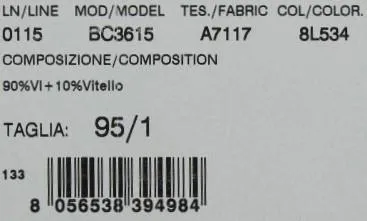 LN/LINE MOD/MODEL TES./FABRIC COL/COLOR.
0115 BC3615 A7117 8L534
COMPOSIZIONE/COMPOSITION
90%VI+10%Vitello
TAGLIA: 95/1
133
8 056538 394984